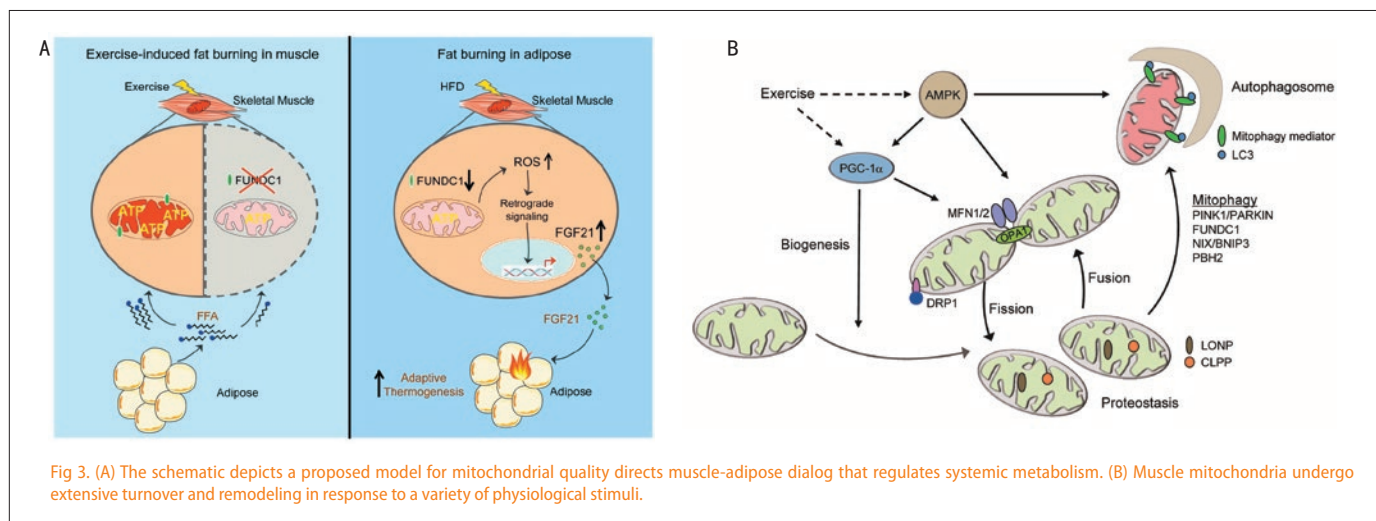 A
Exercise-induced fat burning in muscle
Exercise
Skeletal Muscle
FUNDC1
ATP
ATP
ATP
ATP
FFA
Adipose
Fat burning in adipose
HFD
Skeletal Muscle
ROS
FUNDC1
ATP
Retrograde
signaling
FGF21
FGF21
Adaptive
Thermogenesis
Adipose
B
Exercise
AMPK
PGC-1α
Biogenesis
MFN1/2
OPA1
DRP1
Fission
Fusion
Autophagosome
Mitophagy mediator
LC3
Mitophagy
PINK1/PARKIN
FUNDC1
NIX/BNIP3
PBH2
LONP
CLPP
Proteostasis
Fig 3. (A) The schematic depicts a proposed model for mitochondrial quality directs muscle-adipose dialog that regulates systemic metabolism. (B) Muscle mitochondria undergo
extensive turnover and remodeling in response to a variety of physiological stimuli.